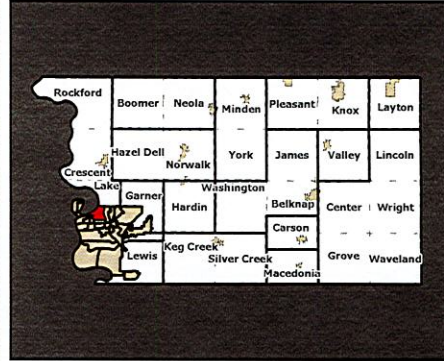 Rockford
Boomer Neola Minden Pleasant Knox Layton
Hazel Dell Norwalk York James Valley Lincoln
Crescent
Lake Garner Hardin Washington Belknap Center Wright
Carson
Lewis Keg Creek Silver Creek Macedonia Grove Waveland